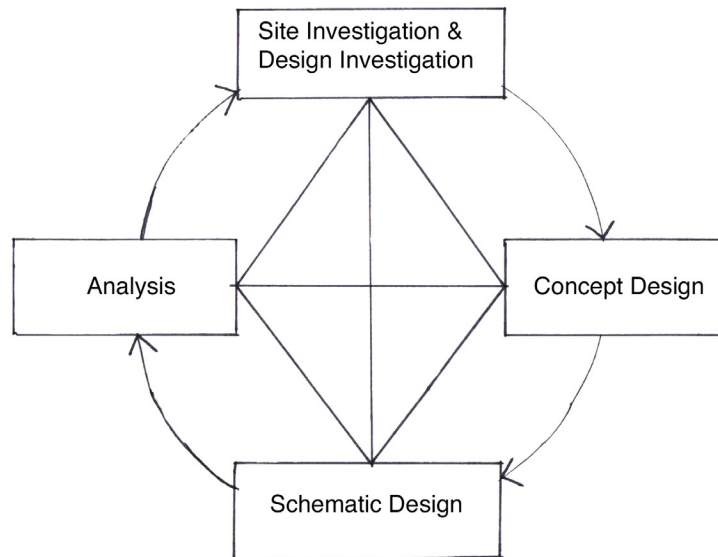 Site Investigation &
Design Investigation
Analysis
Concept Design
Schematic Design